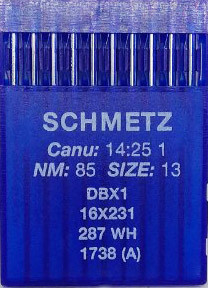 SCHMETZ
Canu: 14:25 1
NM: 85 SIZE: 13
DBX1
16X231
287 WH
1738 (A)